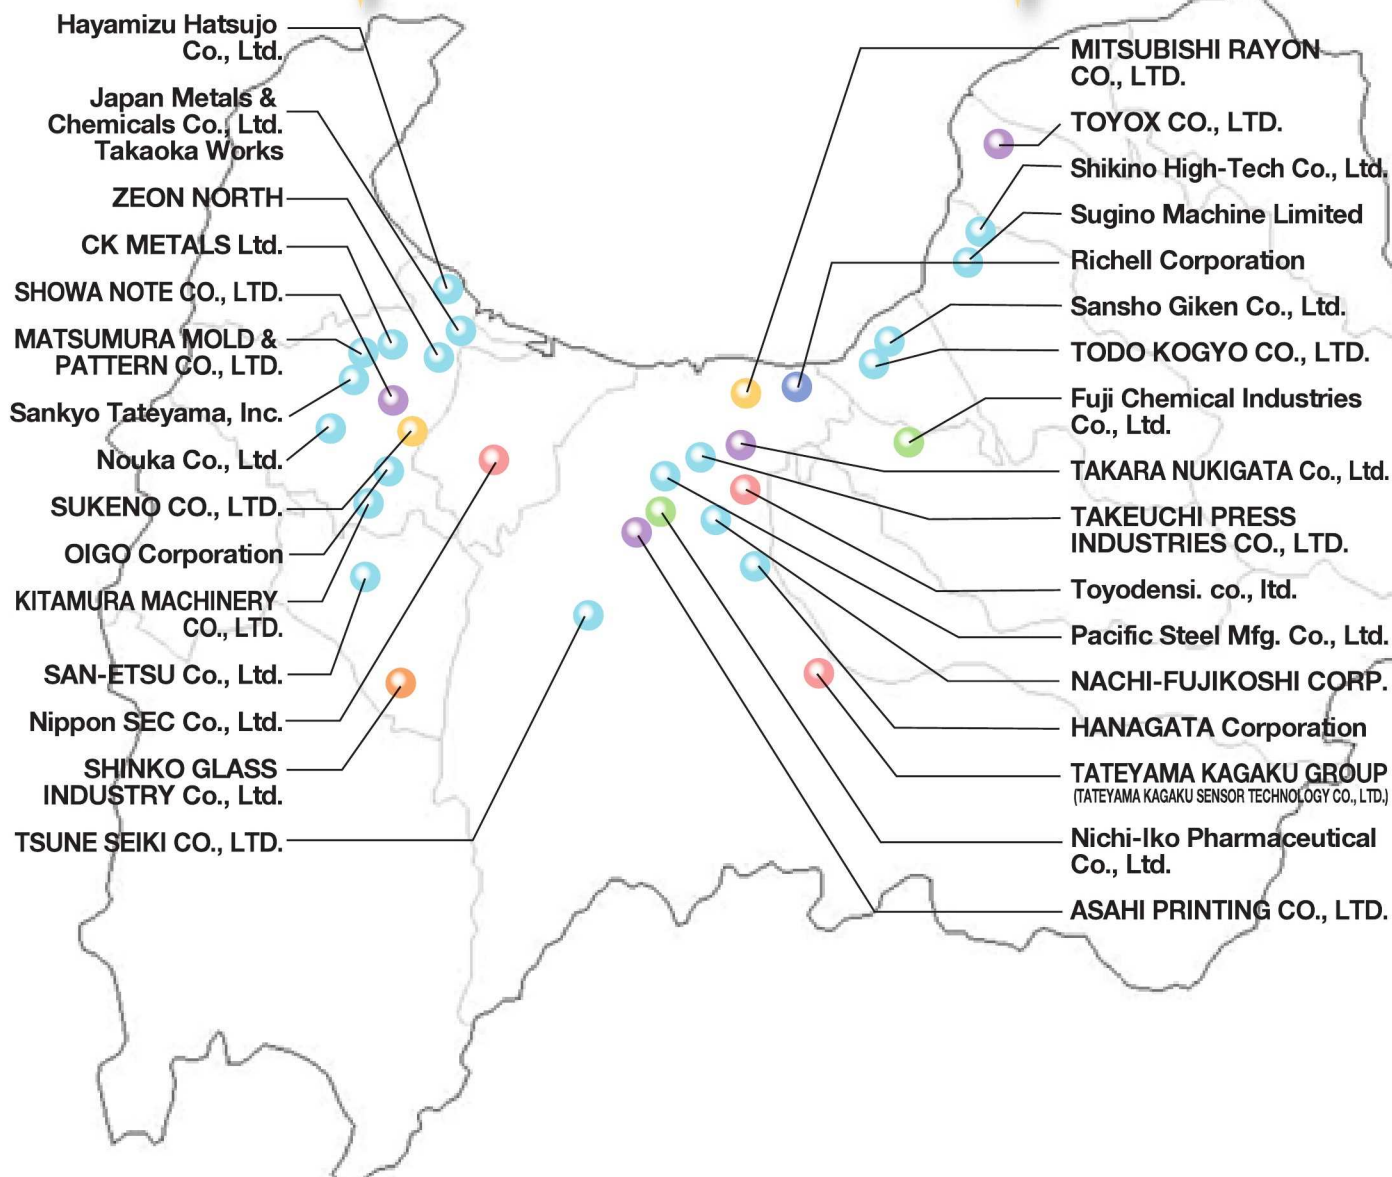 Hayamizu Hatsujo
Co., Ltd.
Japan Metals &
Chemicals Co., Ltd.
Takaoka Works
ZEON NORTH
CK METALS Ltd.
SHOWA NOTE CO., LTD.
MATSUMURA MOLD &
PATTERN CO., LTD.
Sankyo Tateyama, Inc.
Nouka Co., Ltd.
SUKENO CO., LTD.
OIGO Corporation
KITAMURA MACHINERY
CO., LTD.
SAN-ETSU Co., Ltd.
Nippon SEC Co., Ltd.
SHINKO GLASS
INDUSTRY Co., Ltd.
TSUNE SEIKI CO., LTD.
MITSUBISHI RAYON
CO., LTD.
TOYOX CO., LTD.
Shikino High-Tech Co., Ltd.
Sugino Machine Limited
Richell Corporation
Sansho Giken Co., Ltd.
TODO KOGYO CO., LTD.
Fuji Chemical Industries
Co., Ltd.
TAKARA NUKIGATA Co., Ltd.
TAKEUCHI PRESS
INDUSTRIES CO., LTD.
Toyodensi. co., ltd.
Pacific Steel Mfg. Co., Ltd.
NACHI-FUJIKOSHI CORP.
HANAGATA Corporation
TATEYAMA KAGAKU GROUP
(TATEYAMA KAGAKU SENSOR TECHNOLOGY CO., LTD.)
Nichi-Iko Pharmaceutical
Co., Ltd.
ASAHI PRINTING CO., LTD.